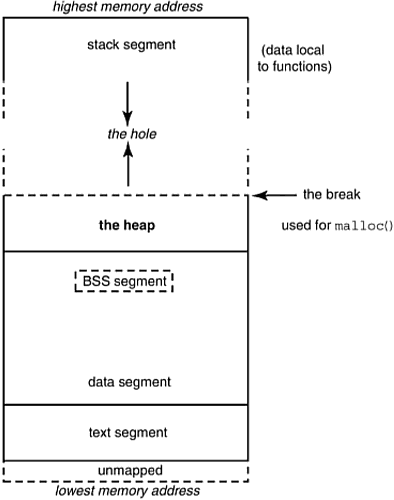 highest memory address
stack segment
(data local
to functions)
the hole
the break
the heap
used for malloc()
BSS segment
data segment
text segment
unmapped
lowest memory address